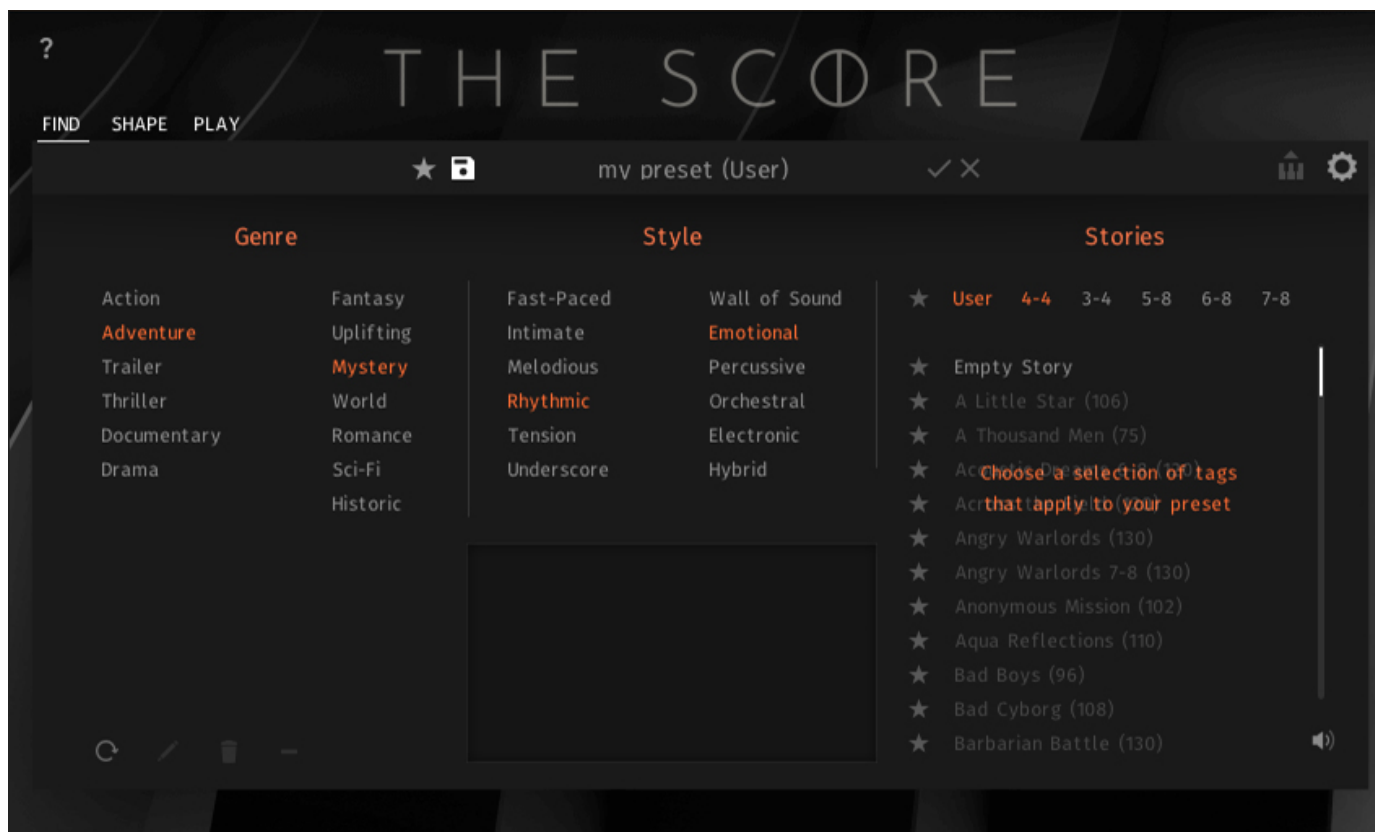 ?
THE SCORE
FIND SHAPE PLAY
my preset (User)
Genre
Action
Adventure
Trailer
Thriller
Documentary
Drama
Fantasy
Uplifting
Mystery
World
Romance
Sci-Fi
Historic
Style
Fast-Paced
Intimate
Melodious
Rhythmic
Tension
Underscore
Wall of Sound
Emotional
Percussive
Orchestral
Electronic
Hybrid
Stories
User 4-4 3-4 5-8 6-8 7-8
Empty Story
A Little Star (106)
A Thousand Men (75)
Choose a selection of tags
that apply to your preset
Angry Warlords (130)
Angry Warlords 7-8 (130)
Anonymous Mission (102)
Aqua Reflections (110)
Bad Boys (96)
Bad Cyborg (108)
Barbarian Battle (130)